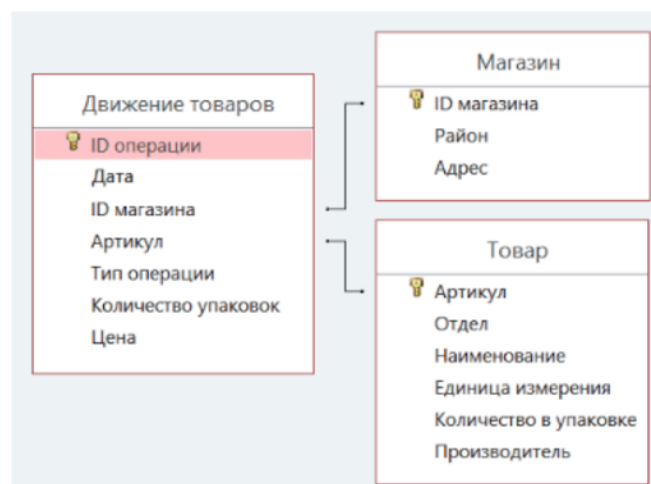 Движение товаров
ID операции
Дата
ID магазина
Артикул
Тип операции
Количество упаковок
Цена
Магазин
ID магазина
Район
Адрес
Товар
Артикул
Отдел
Наименование
Единица измерения
Количество в упаковке
Производитель